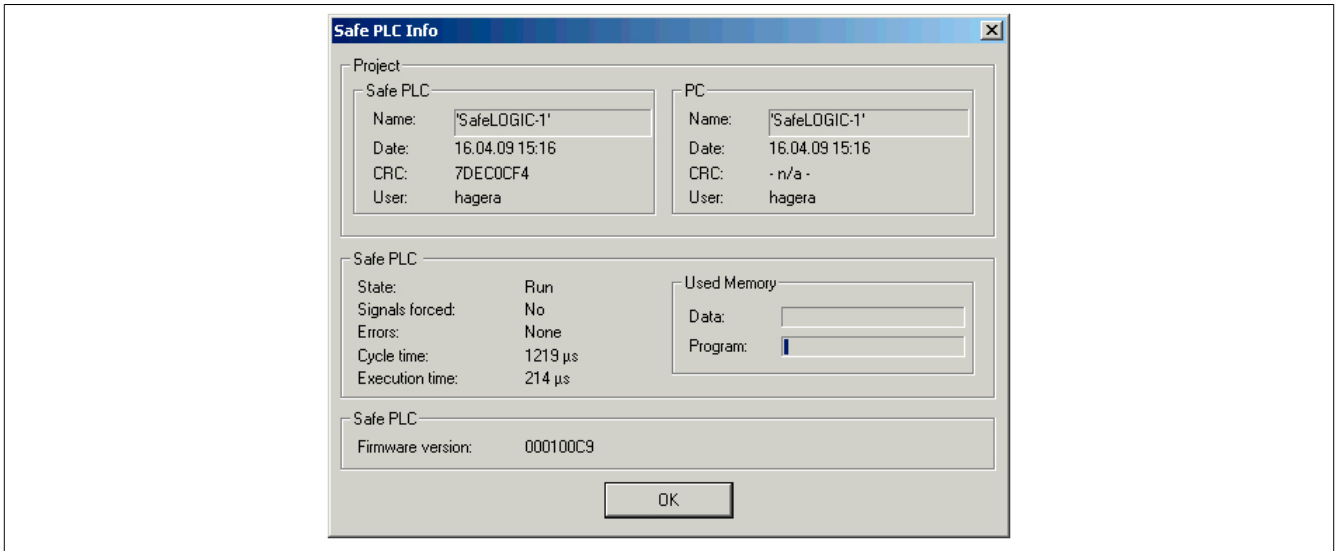 Safe PLC Info
Project
Safe PLC
Name: 'SafeLOGIC-1'
Date: 16.04.09 15:16
CRC: 7DEC0CF4
User: hagera
PC
Name: 'SafeLOGIC-1'
Date: 16.04.09 15:16
CRC: - n/a -
User: hagera
Safe PLC
State: Run
Signals forced: No
Errors: None
Cycle time: 1219 µs
Execution time: 214 µs
Used Memory
Data:
Program:
Safe PLC
Firmware version: 000100C9
OK